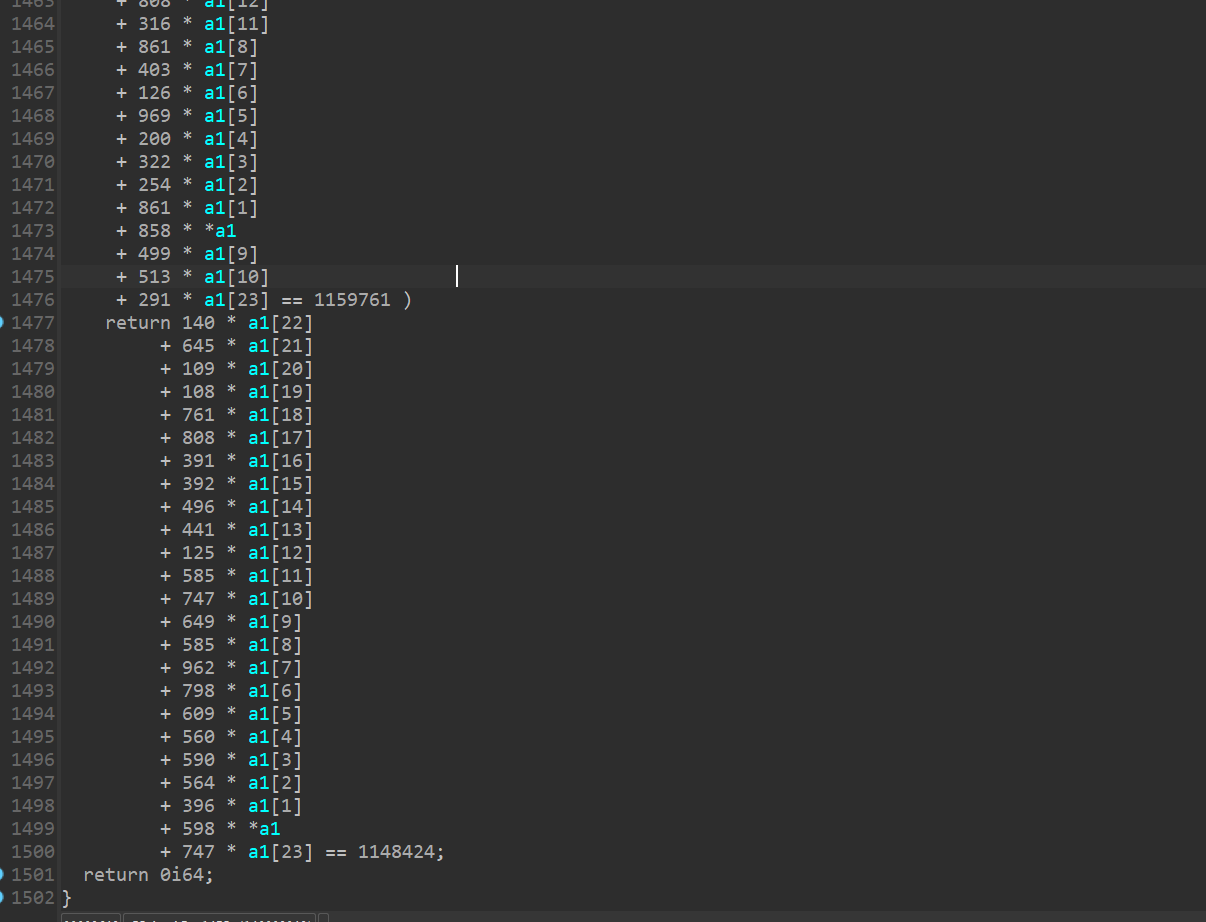 1463 + 808 * a1[12]
1464 + 316 * a1[11]
1465 + 861 * a1[8]
1466 + 403 * a1[7]
1467 + 126 * a1[6]
1468 + 969 * a1[5]
1469 + 200 * a1[4]
1470 + 322 * a1[3]
1471 + 254 * a1[2]
1472 + 861 * a1[1]
1473 + 858 * *a1
1474 + 499 * a1[9]
1475 + 513 * a1[10]
1476 + 291 * a1[23] == 1159761 )
1477 return 140 * a1[22]
1478 + 645 * a1[21]
1479 + 109 * a1[20]
1480 + 108 * a1[19]
1481 + 761 * a1[18]
1482 + 808 * a1[17]
1483 + 391 * a1[16]
1484 + 392 * a1[15]
1485 + 496 * a1[14]
1486 + 441 * a1[13]
1487 + 125 * a1[12]
1488 + 585 * a1[11]
1489 + 747 * a1[10]
1490 + 649 * a1[9]
1491 + 585 * a1[8]
1492 + 962 * a1[7]
1493 + 798 * a1[6]
1494 + 609 * a1[5]
1495 + 560 * a1[4]
1496 + 590 * a1[3]
1497 + 564 * a1[2]
1498 + 396 * a1[1]
1499 + 598 * *a1
1500 + 747 * a1[23] == 1148424;
1501 return 0i64;
1502 }